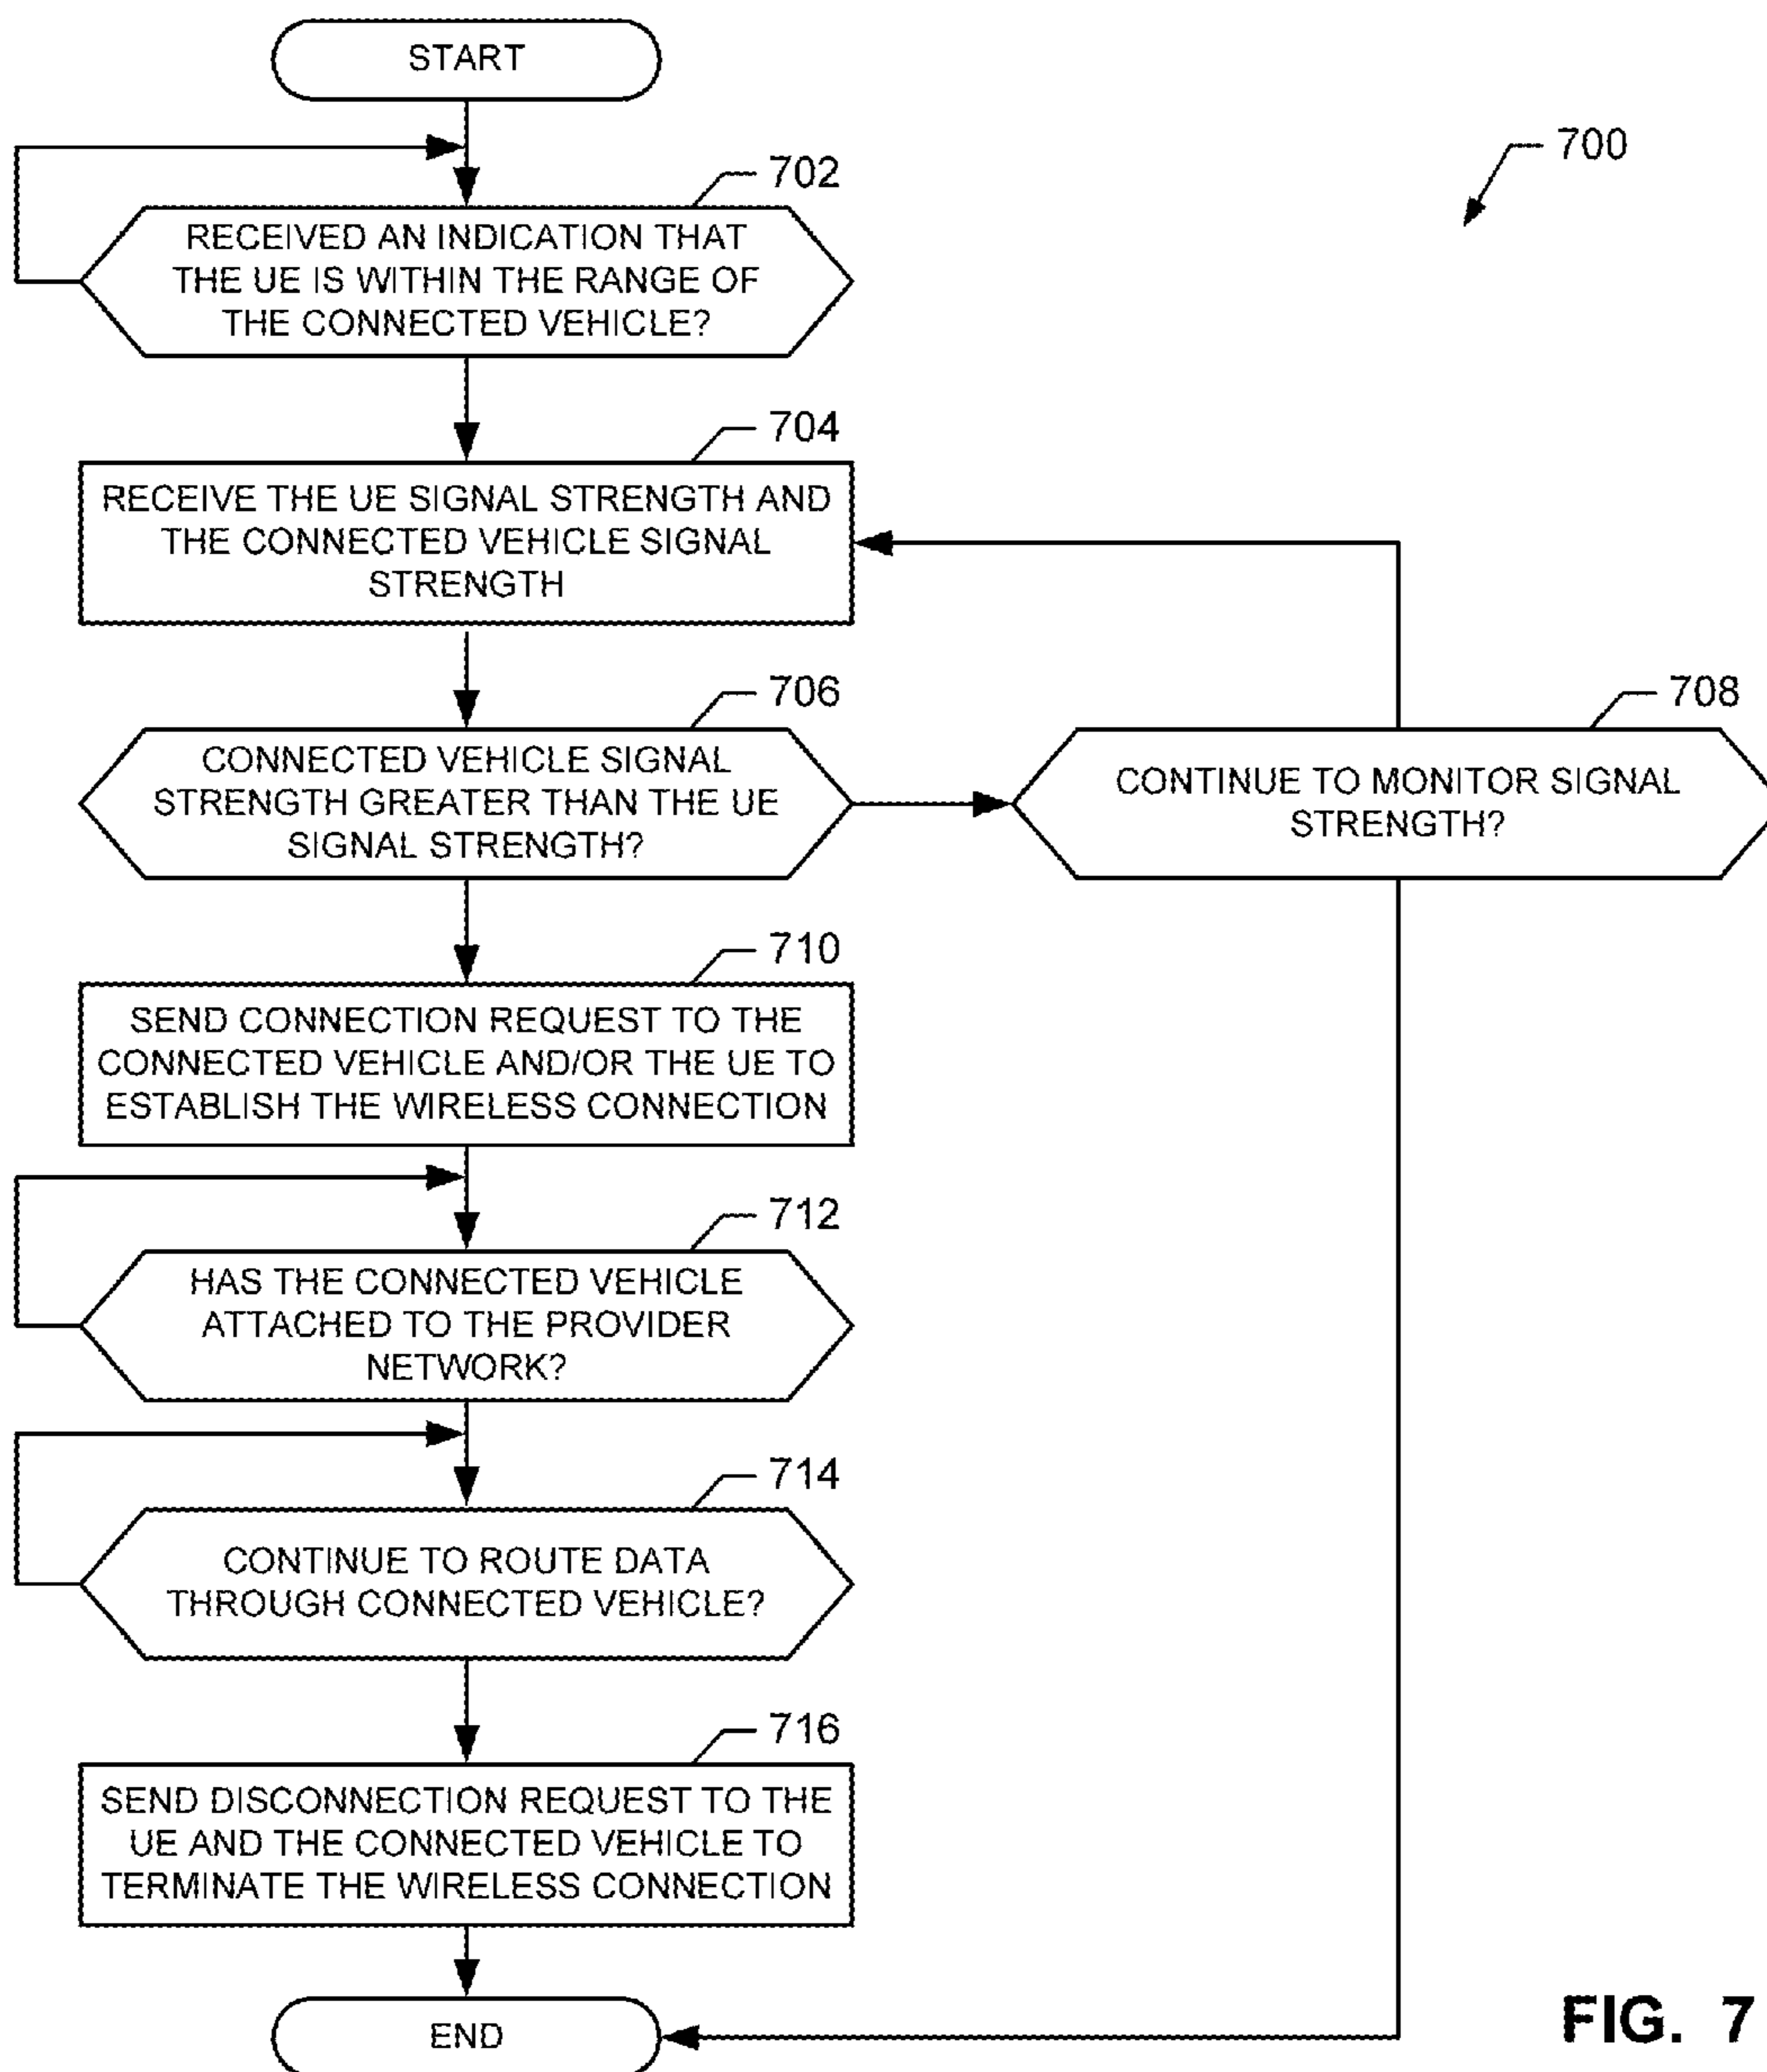 START
700
702
RECEIVED AN INDICATION THAT
THE UE IS WITHIN THE RANGE OF
THE CONNECTED VEHICLE?
704
RECEIVE THE UE SIGNAL STRENGTH AND
THE CONNECTED VEHICLE SIGNAL
STRENGTH
706
CONNECTED VEHICLE SIGNAL
STRENGTH GREATER THAN THE UE
SIGNAL STRENGTH?
708
CONTINUE TO MONITOR SIGNAL
STRENGTH?
710
SEND CONNECTION REQUEST TO THE
CONNECTED VEHICLE AND/OR THE UE TO
ESTABLISH THE WIRELESS CONNECTION
712
HAS THE CONNECTED VEHICLE
ATTACHED TO THE PROVIDER
NETWORK?
714
CONTINUE TO ROUTE DATA
THROUGH CONNECTED VEHICLE?
716
SEND DISCONNECTION REQUEST TO THE
UE AND THE CONNECTED VEHICLE TO
TERMINATE THE WIRELESS CONNECTION
END
FIG. 7